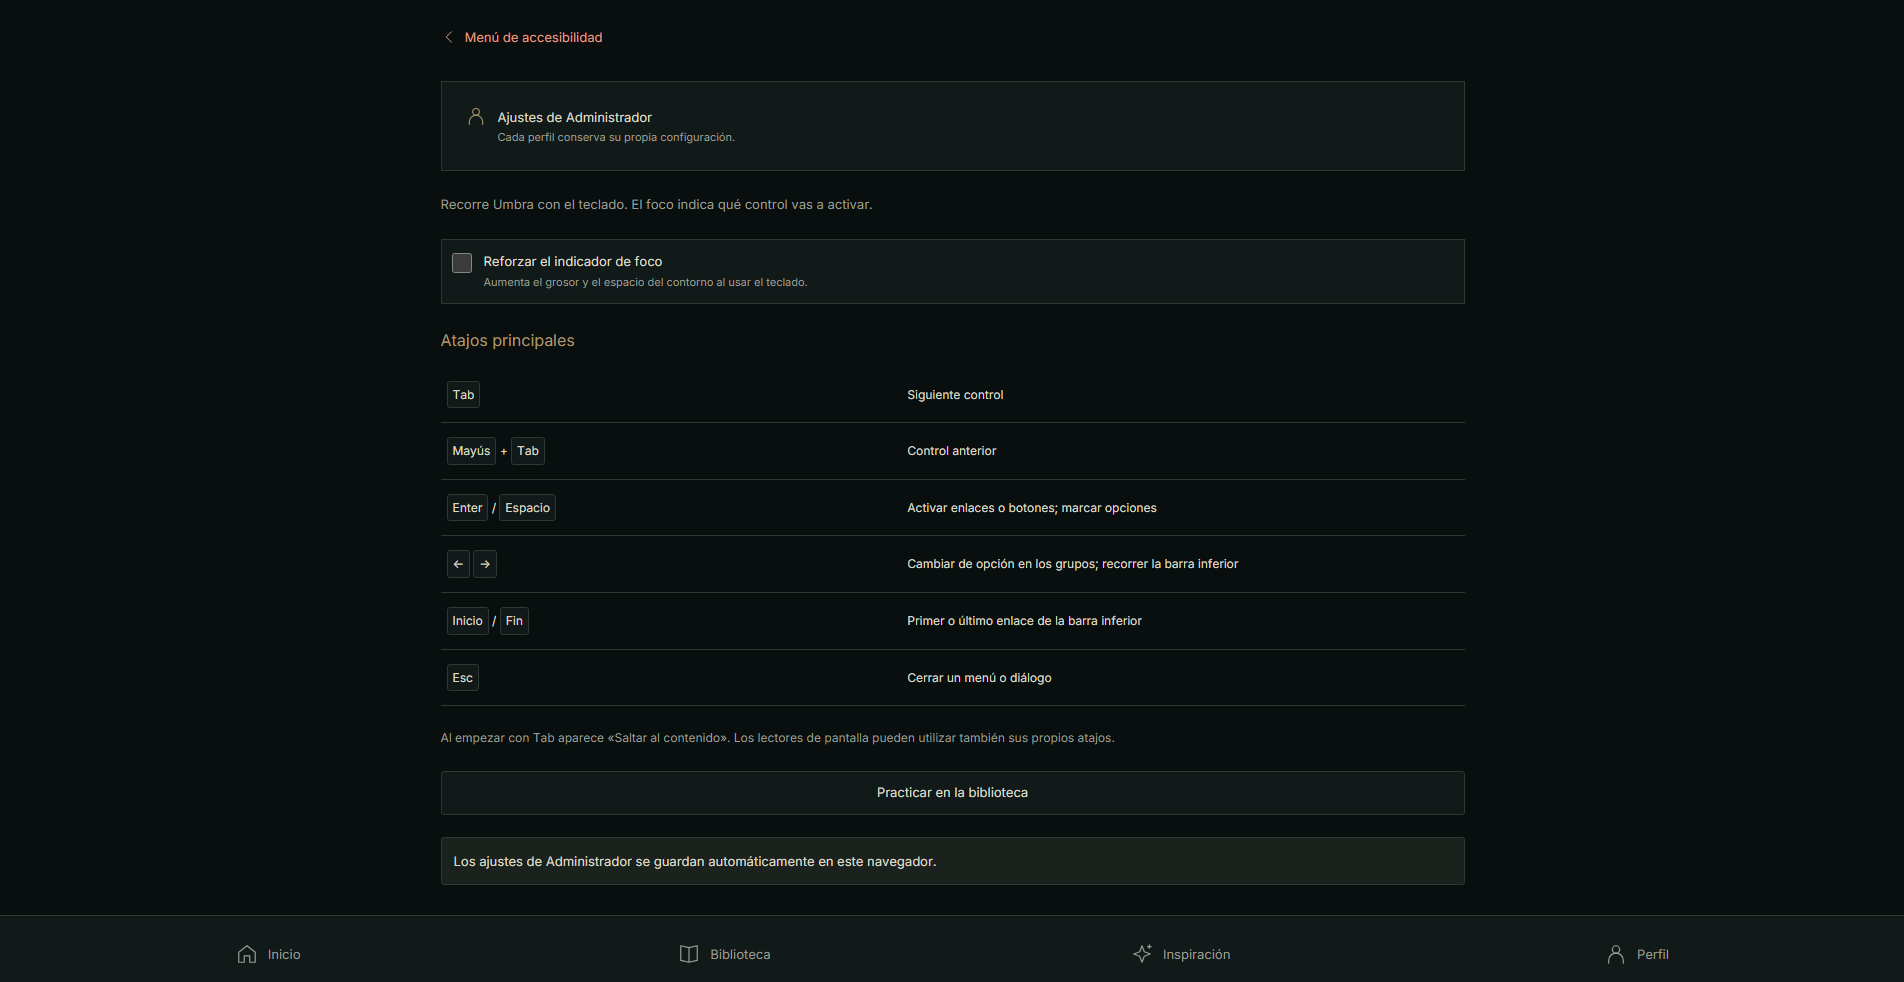 Menú de accesibilidad
Ajustes de Administrador
Cada perfil conserva su propia configuración.
Recorre Umbra con el teclado. El foco indica qué control vas a activar.
Reforzar el indicador de foco
Aumenta el grosor y el espacio del contorno al usar el teclado.
Atajos principales
Tab Siguiente control
Mayús + Tab Control anterior
Enter / Espacio Activar enlaces o botones; marcar opciones
← → Cambiar de opción en los grupos; recorrer la barra inferior
Inicio / Fin Primer o último enlace de la barra inferior
Esc Cerrar un menú o diálogo
Al empezar con Tab aparece «Saltar al contenido». Los lectores de pantalla pueden utilizar también sus propios atajos.
Practicar en la biblioteca
Los ajustes de Administrador se guardan automáticamente en este navegador.
Inicio Biblioteca Inspiración Perfil